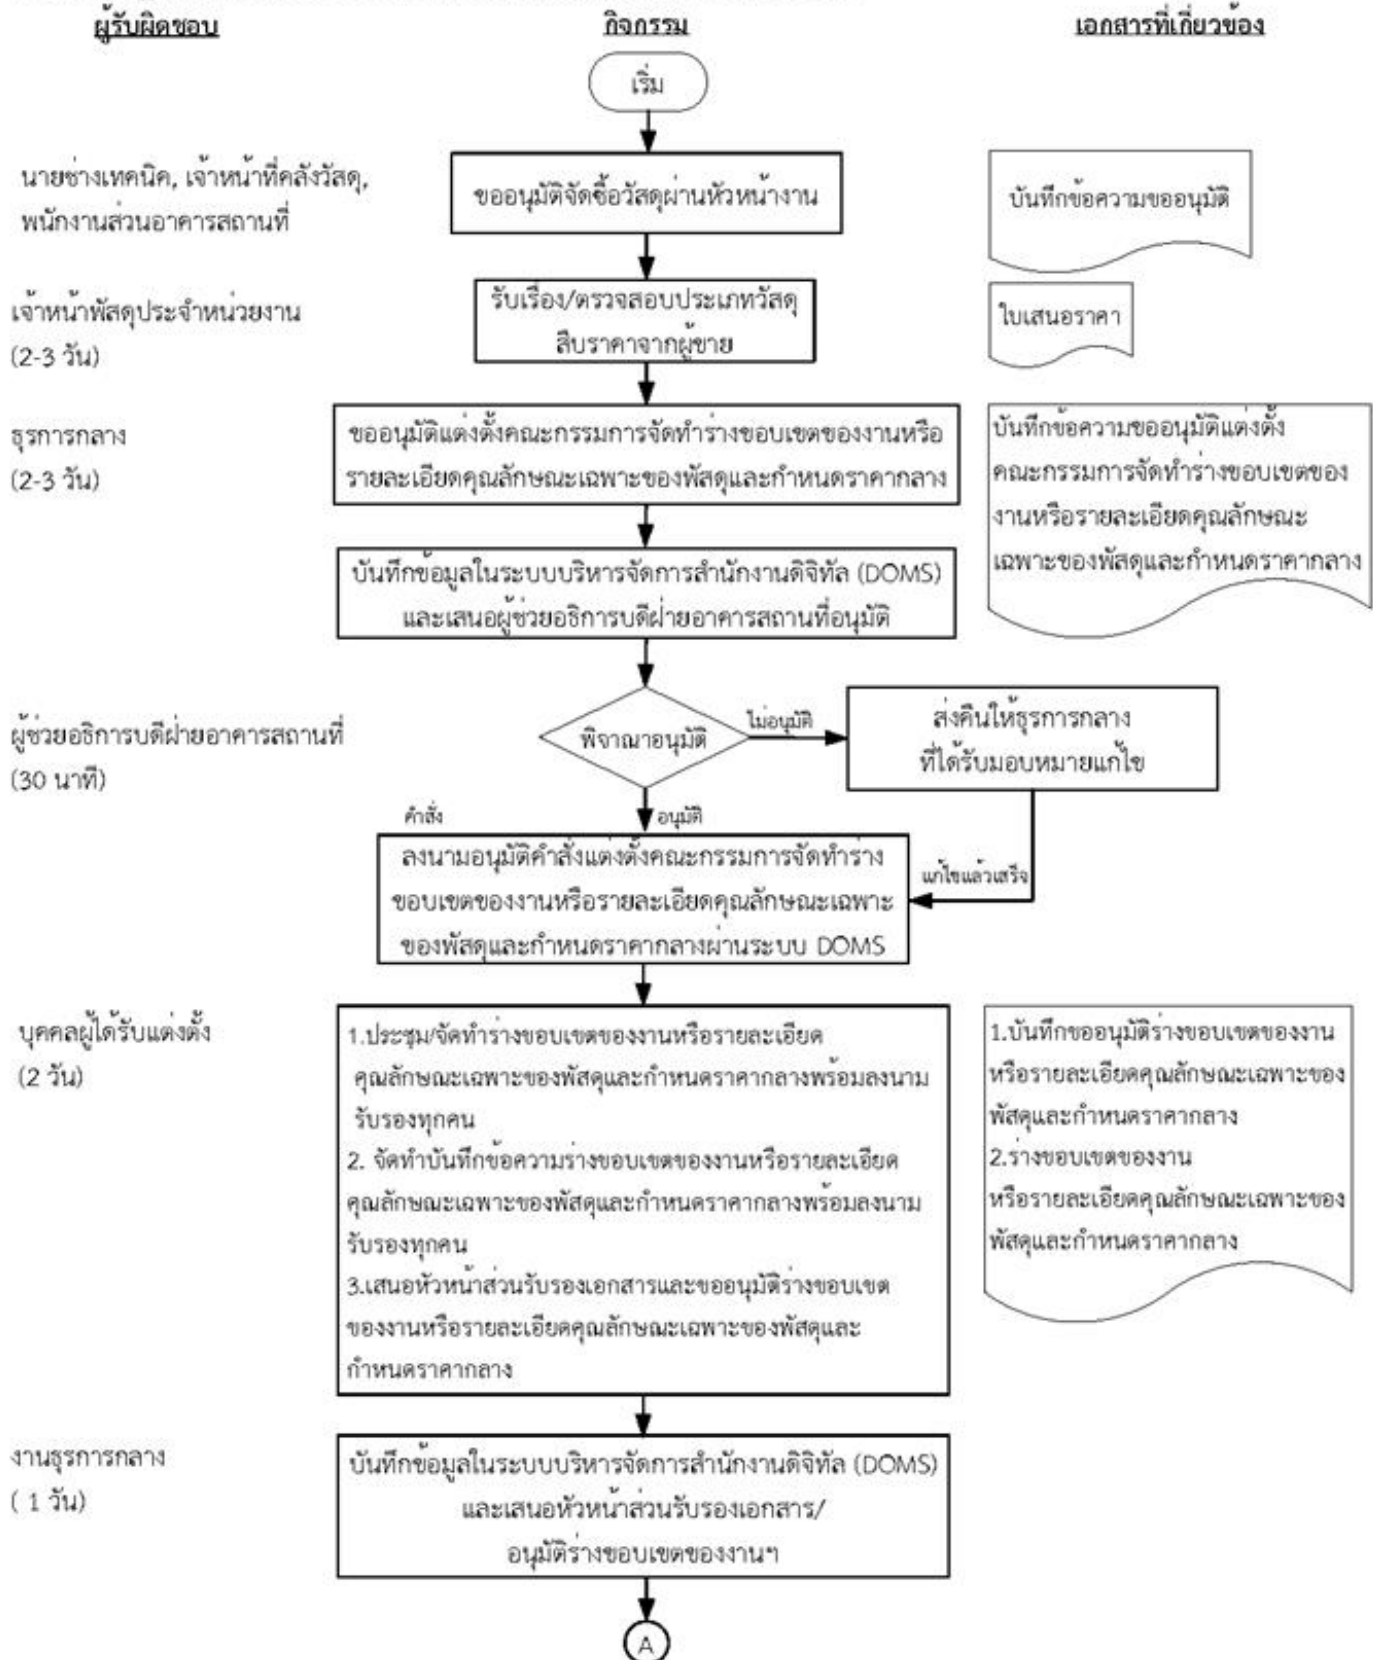 ผู้รับผิดชอบ
กิจกรรม
เอกสารที่เกี่ยวข้อง
เริ่ม
นายช่างเทคนิค, เจ้าหน้าที่คลังวัสดุ,
พนักงานส่วนอาคารสถานที่
ขออนุมัติจัดซื้อวัสดุผ่านหัวหน้างาน
บันทึกข้อความขออนุมัติ
เจ้าหน้าพัสดุประจำหน่วยงาน
(2-3 วัน)
รับเรื่อง/ตรวจสอบประเภทวัสดุ
สืบราคาจากผู้ขาย
ใบเสนอราคา
ธุรการกลาง
(2-3 วัน)
ขออนุมัติแต่งตั้งคณะกรรมการจัดทำร่างขอบเขตของงานหรือ
รายละเอียดคุณลักษณะเฉพาะของพัสดุและกำหนดราคากลาง
บันทึกข้อความขออนุมัติแต่งตั้ง
คณะกรรมการจัดทำร่างขอบเขตของ
งานหรือรายละเอียดคุณลักษณะ
เฉพาะของพัสดุและกำหนดราคากลาง
บันทึกข้อมูลในระบบบริหารจัดการสำนักงานดิจิทัล (DOMS)
และเสนอผู้ช่วยอธิการบดีฝ่ายอาคารสถานที่อนุมัติ
ผู้ช่วยอธิการบดีฝ่ายอาคารสถานที่
(30 นาที)
พิจาณาอนุมัติ
ไม่อนุมัติ
ส่งคืนให้ธุรการกลาง
ที่ได้รับมอบหมายแก้ไข
คำสั่ง
อนุมัติ
ลงนามอนุมัติคำสั่งแต่งตั้งคณะกรรมการจัดทำร่าง
ขอบเขตของงานหรือรายละเอียดคุณลักษณะเฉพาะ
ของพัสดุและกำหนดราคากลางผ่านระบบ DOMS
แก้ไขแล้วเสร็จ
บุคคลผู้ได้รับแต่งตั้ง
(2 วัน)
1.ประชุม/จัดทำร่างขอบเขตของงานหรือรายละเอียด
คุณลักษณะเฉพาะของพัสดุและกำหนดราคากลางพร้อมลงนาม
รับรองทุกคน
2. จัดทำบันทึกข้อความร่างขอบเขตของงานหรือรายละเอียด
คุณลักษณะเฉพาะของพัสดุและกำหนดราคากลางพร้อมลงนาม
รับรองทุกคน
3.เสนอหัวหน้าส่วนรับรองเอกสารและขออนุมัติร่างขอบเขต
ของงานหรือรายละเอียดคุณลักษณะเฉพาะของพัสดุและ
กำหนดราคากลาง
1.บันทึกขออนุมัติร่างขอบเขตของงาน
หรือรายละเอียดคุณลักษณะเฉพาะของ
พัสดุและกำหนดราคากลาง
2.ร่างขอบเขตของงาน
หรือรายละเอียดคุณลักษณะเฉพาะของ
พัสดุและกำหนดราคากลาง
งานธุรการกลาง
( 1 วัน)
บันทึกข้อมูลในระบบบริหารจัดการสำนักงานดิจิทัล (DOMS)
และเสนอหัวหน้าส่วนรับรองเอกสาร/
อนุมัติร่างขอบเขตของงานฯ
A